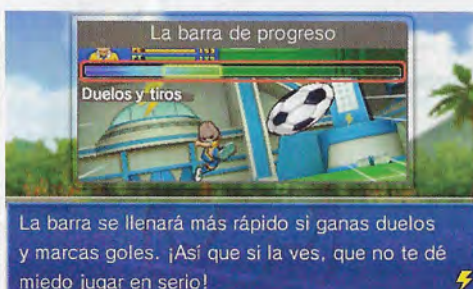 La barra de progreso
Duelos y tiros
La barra se llenará más rápido si ganas duelos
y marcas goles. ¡Así que si la ves, que no te dé
miedo jugar en serio!